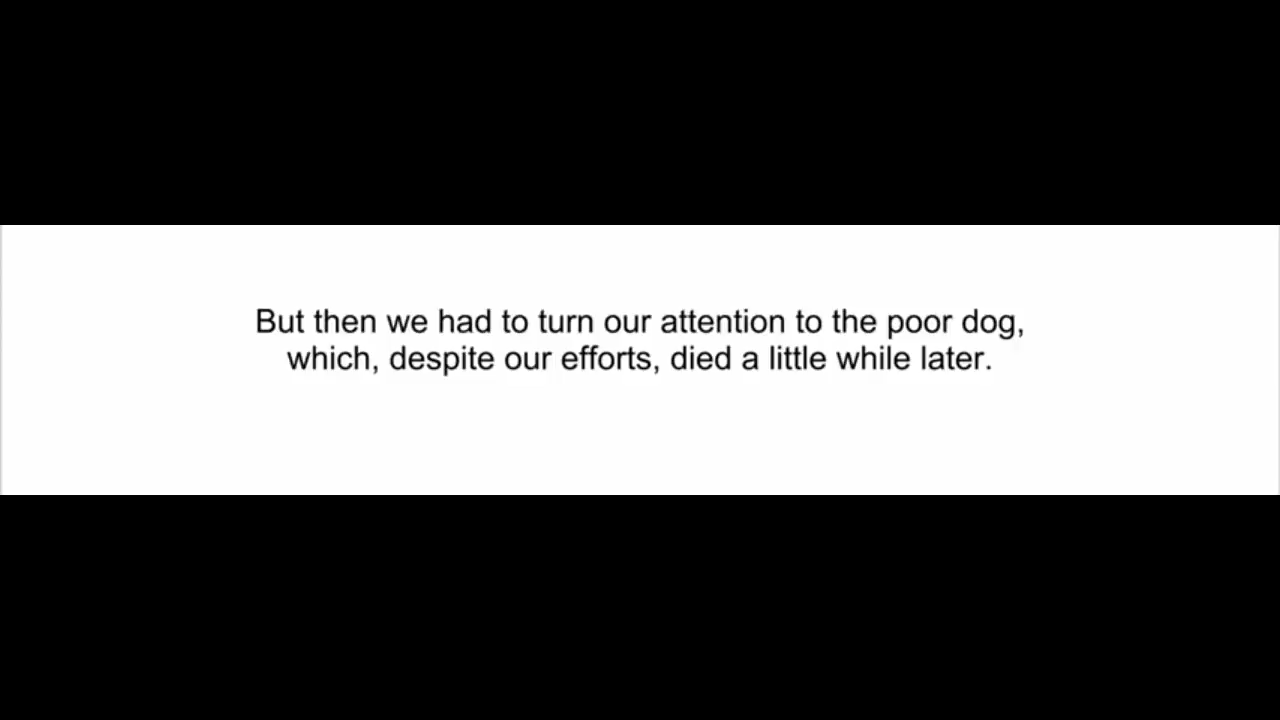 But then we had to turn our attention to the poor dog,
which, despite our efforts, died a little while later.